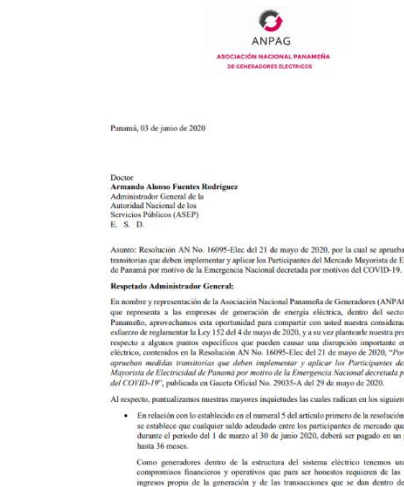 ANPAG
ASOCIACIÓN NACIONAL PANAMEÑA
DE GENERADORES ELECTRICOS
Panamá, 03 de junio de 2020
Doctor
Armando Alonso Fuentes Rodríguez
Administrador General de la
Autoridad Nacional de los
Servicios Públicos (ASEP)
E. S. D.
Asunto: Resolución AN No. 16095-Elec del 21 de mayo de 2020, por la cual se aprueba
transitorias que deben implementar y aplicar los Participantes del Mercado Mayorista de E
de Panamá por motivo de la Emergencia Nacional decretada por motivos del COVID-19.
Respetado Administrador General:
En nombre y representación de la Asociación Nacional Panameña de Generadores (ANPAG
que representa a las empresas de generación de energía eléctrica, dentro del sector
Panameño, aprovechamos esta oportunidad para compartir con usted nuestra considerac
esfuerzo de reglamentar la Ley 152 del 4 de mayo de 2020, y a su vez plantearle nuestra pre
respecto a algunos puntos específicos que pueden causar una disrupción importante en
eléctrico, contenidos en la Resolución AN No. 16095-Elec del 21 de mayo de 2020, “Por
aprueban medidas transitorias que deben implementar y aplicar los Participantes de
Mayorista de Electricidad de Panamá por motivo de la Emergencia Nacional decretada p
del COVID-19”, publicada en Gaceta Oficial No. 29035-A del 29 de mayo de 2020.
Al respecto, puntualizamos nuestras mayores inquietudes las cuales radican en los siguien
• En relación con lo establecido en el numeral 5 del artículo primero de la resolución
se establece que cualquier saldo adeudado entre los participantes de mercado qu
durante el periodo del 1 de marzo al 30 de junio 2020, deberá ser pagado en un
hasta 36 meses.
Como generadores dentro de la estructura del sistema eléctrico tenemos un
compromisos financieros y operativos que para ser honestos requieren de las
ingresos propia de la generación y de las transacciones que se dan dentro de